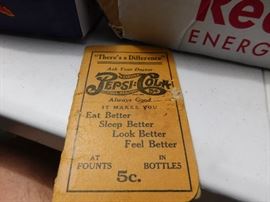 Re
ENERG
"There's a Difference"
Ask Your Doctor
PEPSI-COLA
Always Good
IT MAKES YOU
Eat Better
Sleep Better
Look Better
Feel Better
AT FOUNTS
IN BOTTLES
5c.